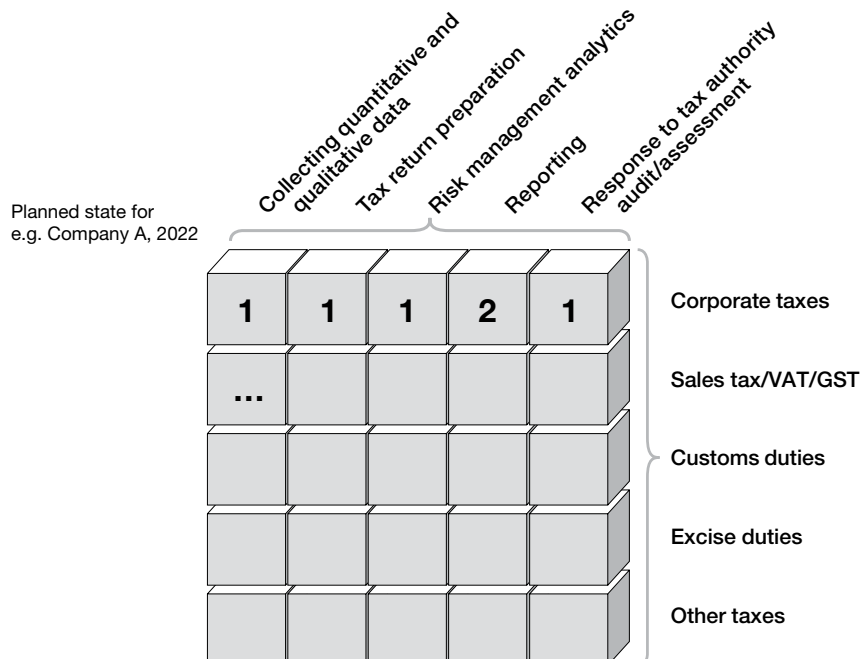 Collecting quantitative and
qualitative data
Tax return preparation
Risk management analytics
Reporting
Response to tax authority
audit/assessment
Planned state for
e.g. Company A, 2022
1 1 1 2 1
Corporate taxes
...
Sales tax/VAT/GST
Customs duties
Excise duties
Other taxes